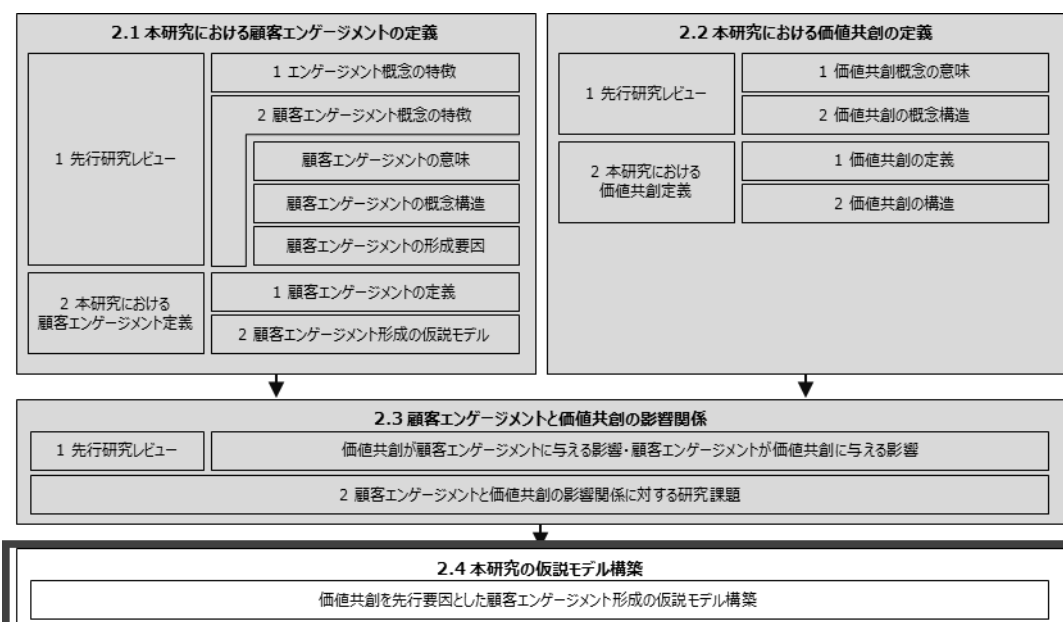 2.1 本研究における顧客エンゲージメントの定義
1 先行研究レビュー
1 エンゲージメント概念の特徴
2 顧客エンゲージメント概念の特徴
顧客エンゲージメントの意味
顧客エンゲージメントの概念構造
顧客エンゲージメントの形成要因
2 本研究における
顧客エンゲージメント定義
1 顧客エンゲージメントの定義
2 顧客エンゲージメント形成の仮説モデル
2.2 本研究における価値共創の定義
1 先行研究レビュー
1 価値共創概念の意味
2 価値共創の概念構造
2 本研究における
価値共創定義
1 価値共創の定義
2 価値共創の構造
2.3 顧客エンゲージメントと価値共創の影響関係
1 先行研究レビュー
価値共創が顧客エンゲージメントに与える影響・顧客エンゲージメントが価値共創に与える影響
2 顧客エンゲージメントと価値共創の影響関係に対する研究課題
2.4 本研究の仮説モデル構築
価値共創を先行要因とした顧客エンゲージメント形成の仮説モデル構築